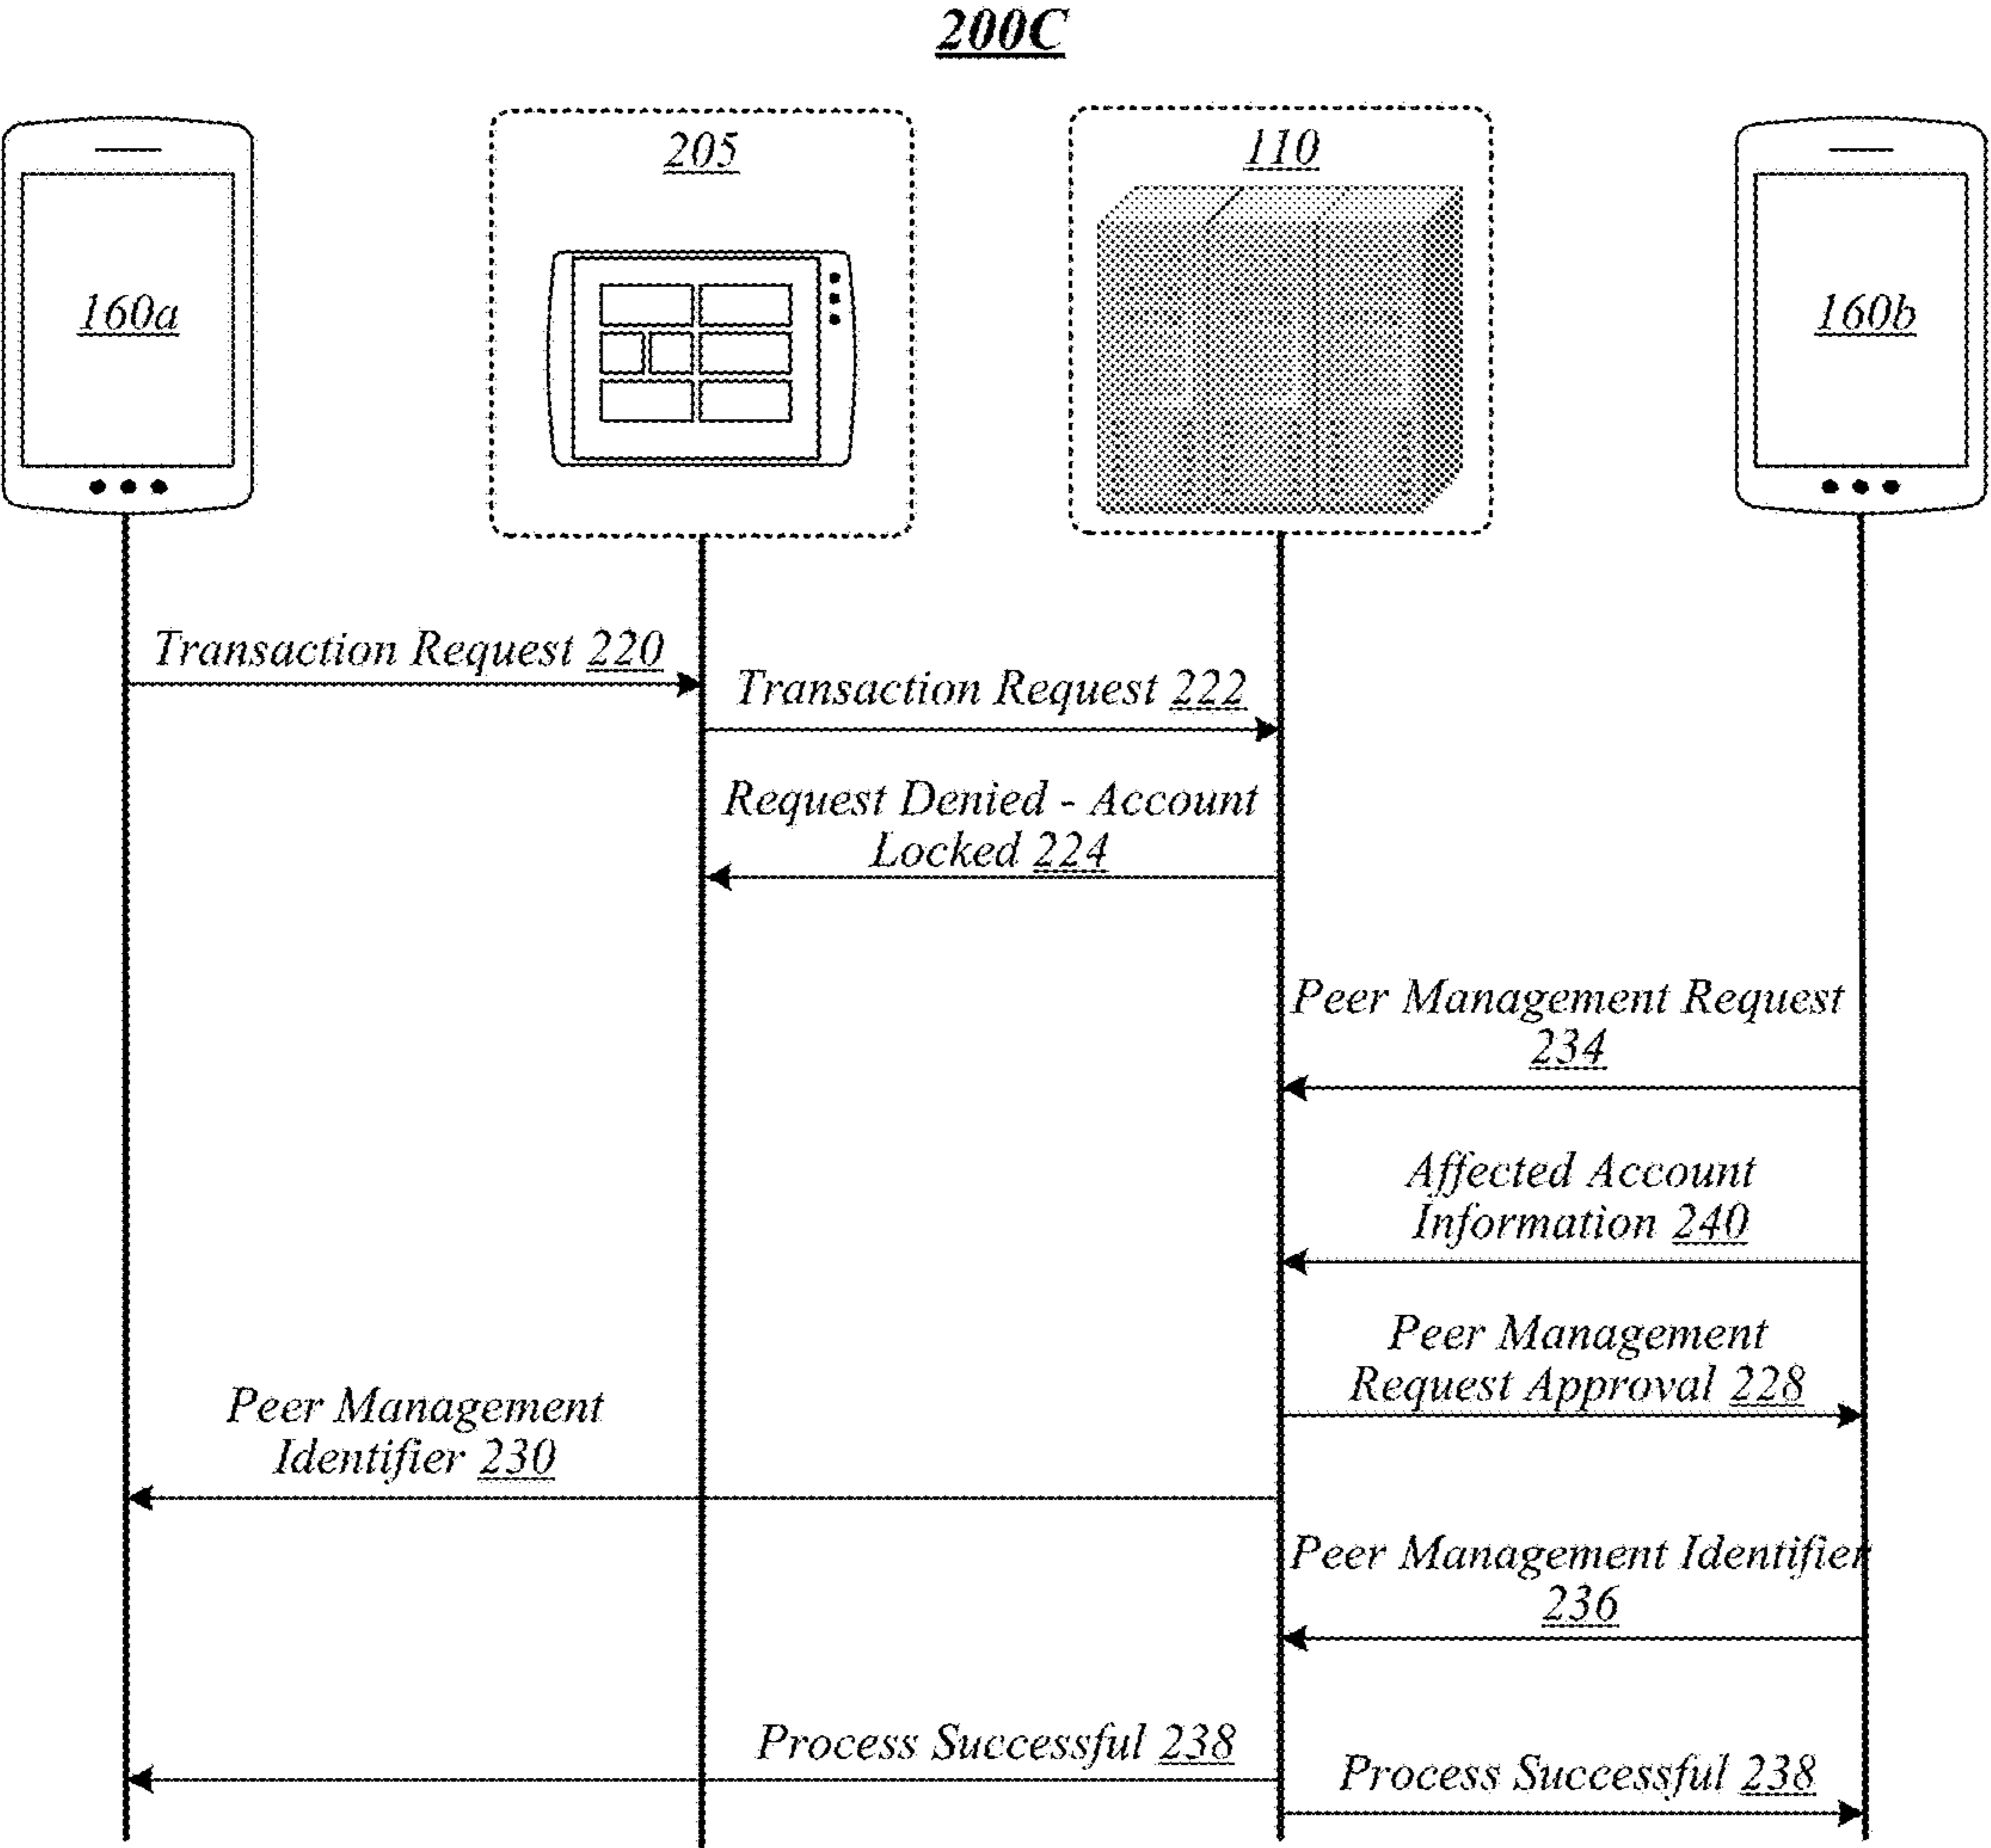 200C
160a
205
110
160b
Transaction Request 220
Transaction Request 222
Request Denied - Account
Locked 224
Peer Management Request
234
Affected Account
Information 240
Peer Management
Request Approval 228
Peer Management
Identifier 230
Peer Management Identifier
236
Process Successful 238
Process Successful 238